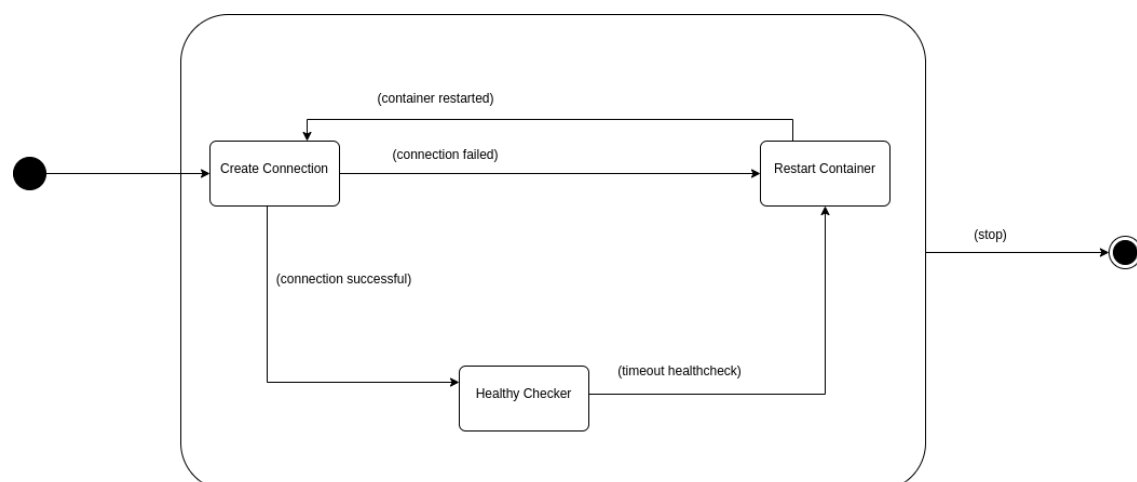 (container restarted)
Create Connection
(connection failed)
Restart Container
(stop)
(connection successful)
(timeout healthcheck)
Healthy Checker